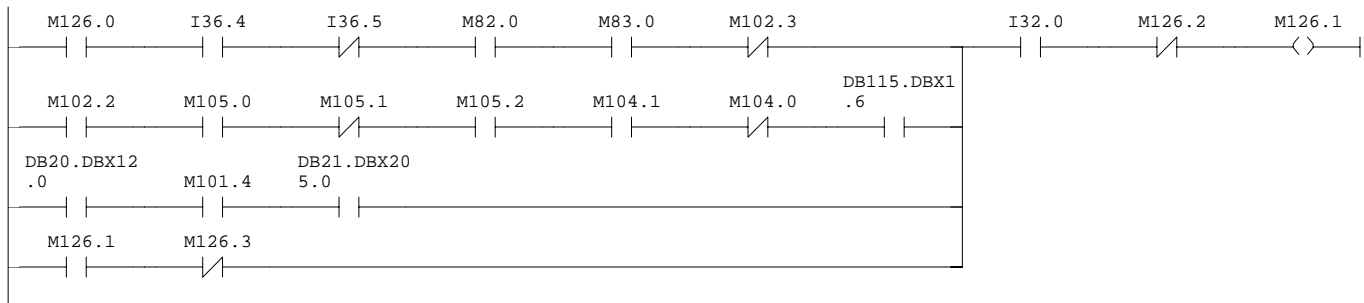 M126.0 I36.4 I36.5 M82.0 M83.0 M102.3 I32.0 M126.2 M126.1
DB115.DBX1
M102.2 M105.0 M105.1 M105.2 M104.1 M104.0 .6
DB20.DBX12 DB21.DBX20
.0 M101.4 5.0
M126.1 M126.3